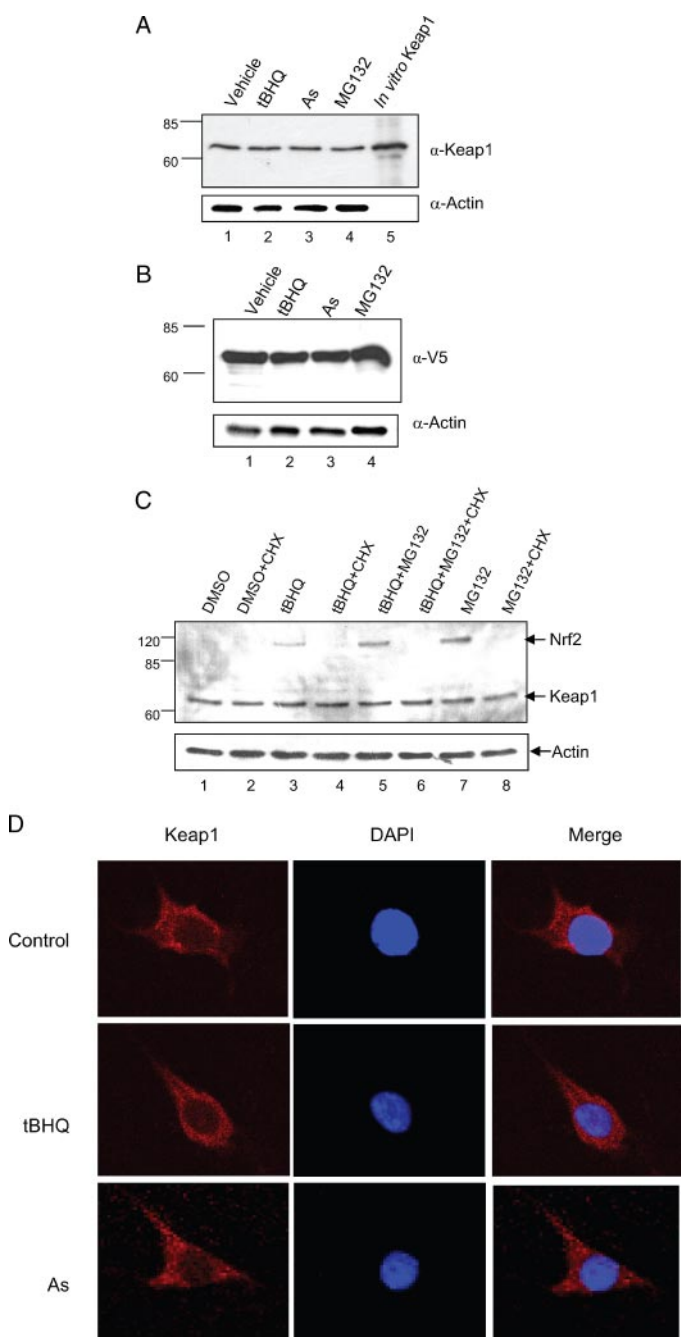 A
Vehicle
tBHQ
As
MG132
In vitro Keap1
85
60
α-Keap1
α-Actin
1 2 3 4 5
B
Vehicle
tBHQ
As
MG132
85
60
α-V5
α-Actin
1 2 3 4
C
DMSO
DMSO+CHX
tBHQ
tBHQ+CHX
tBHQ+MG132
tBHQ+MG132+CHX
MG132
MG132+CHX
120
85
60
Nrf2
Keap1
Actin
1 2 3 4 5 6 7 8
D
Keap1 DAPI Merge
Control
tBHQ
As